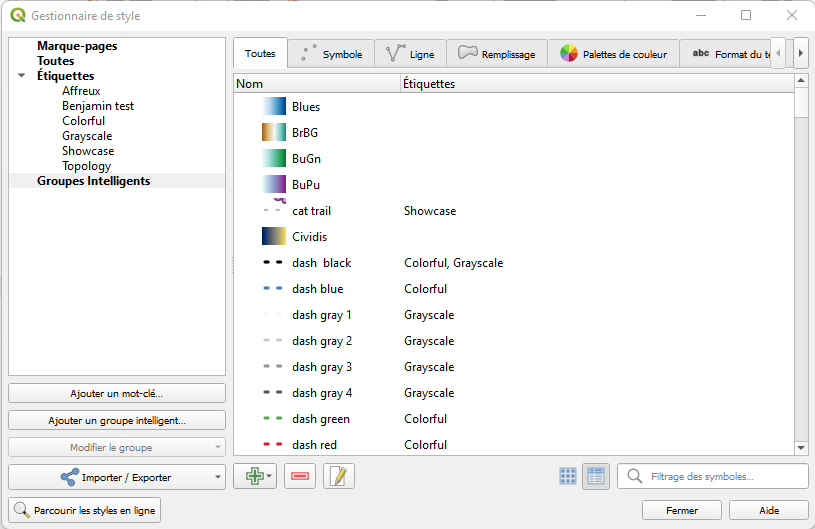 Gestionnaire de style
Marque-pages
Toutes
Étiquettes
Affreux
Benjamin test
Colorful
Grayscale
Showcase
Topology
Groupes Intelligents
Ajouter un mot-clé...
Ajouter un groupe intelligent...
Modifier le groupe
Importer / Exporter
Parcourir les styles en ligne
Toutes
Symbole
Ligne
Remplissage
Palettes de couleur
abc Format du te
Nom Étiquettes
Blues
BrBG
BuGn
BuPu
cat trail Showcase
Cividis
dash  black Colorful, Grayscale
dash blue Colorful
dash gray 1 Grayscale
dash gray 2 Grayscale
dash gray 3 Grayscale
dash gray 4 Grayscale
dash green Colorful
dash red Colorful
Filtrage des symboles...
Fermer
Aide